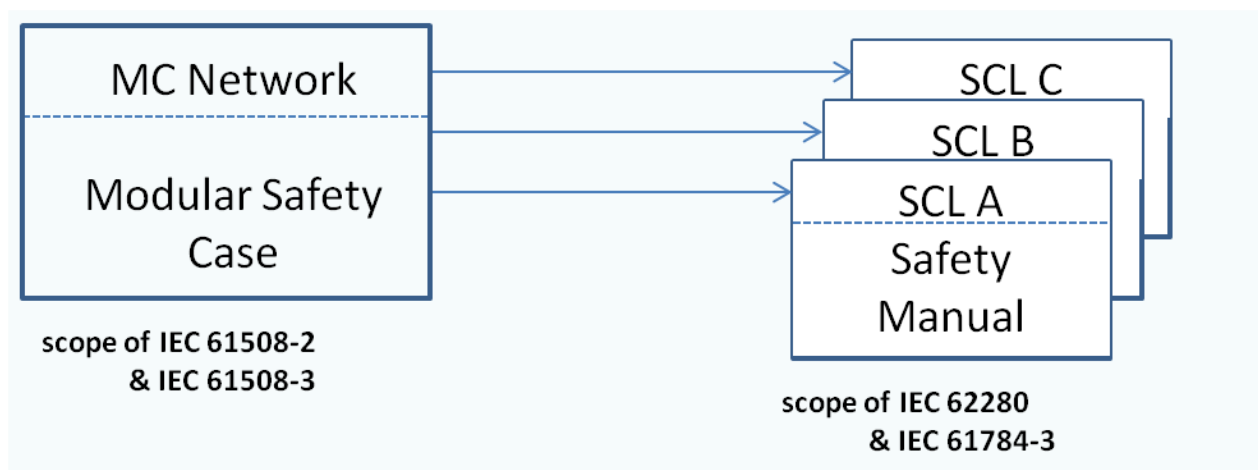 MC Network
Modular Safety
Case
scope of IEC 61508-2
& IEC 61508-3
SCL C
SCL B
SCL A
Safety
Manual
scope of IEC 62280
& IEC 61784-3